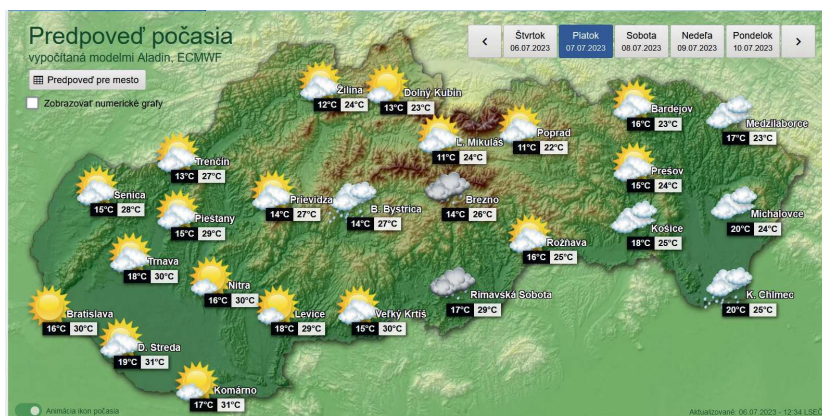 Predpoveď počasia
vypočítaná modelmi Aladin, ECMWF
Predpoveď pre mesto
Zobrazovať numerické grafy
Štvrtok
06.07.2023
Piatok
07.07.2023
Sobota
08.07.2023
Nedeľa
09.07.2023
Pondelok
10.07.2023
Žilina
12°C 24°C
Dolný Kubín
13°C 23°C
Bardejov
16°C 23°C
Medzilaborce
17°C 23°C
L. Mikuláš
11°C 24°C
Poprad
11°C 22°C
Trenčín
13°C 27°C
Prešov
15°C 24°C
Senica
15°C 28°C
Prievidza
14°C 27°C
B. Bystrica
14°C 27°C
Brezno
14°C 26°C
Piešťany
15°C 29°C
Michalovce
20°C 24°C
Košice
18°C 25°C
Rožňava
16°C 25°C
Trnava
18°C 30°C
Nitra
16°C 30°C
Rimavská Sobota
17°C 29°C
K. Chlmec
20°C 25°C
Bratislava
16°C 30°C
Levice
18°C 29°C
Veľký Krtíš
15°C 30°C
D. Streda
19°C 31°C
Komárno
17°C 31°C
Animácia ikon počasia
Aktualizované: 06.07.2023 - 12:34 LSEČ